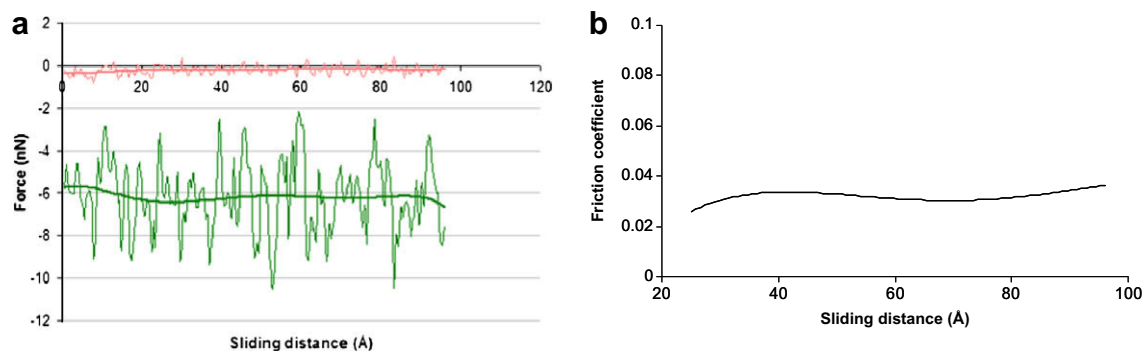 a
2
0
-2
-4
-6
-8
-10
-12
0 20 40 60 80 100 120
Force (nN)
Sliding distance (Å)
b
0.1
0.08
0.06
0.04
0.02
0
20 40 60 80 100
Friction coefficient
Sliding distance (Å)